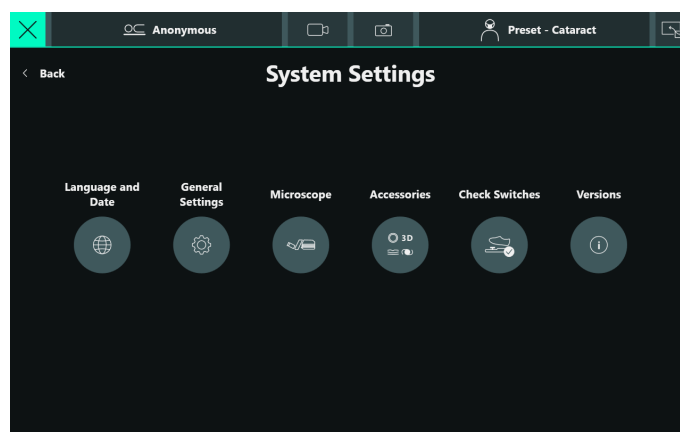 Anonymous
Preset - Cataract
Back
System Settings
Language and
Date
General
Settings
Microscope
Accessories
Check Switches
Versions
3D
i